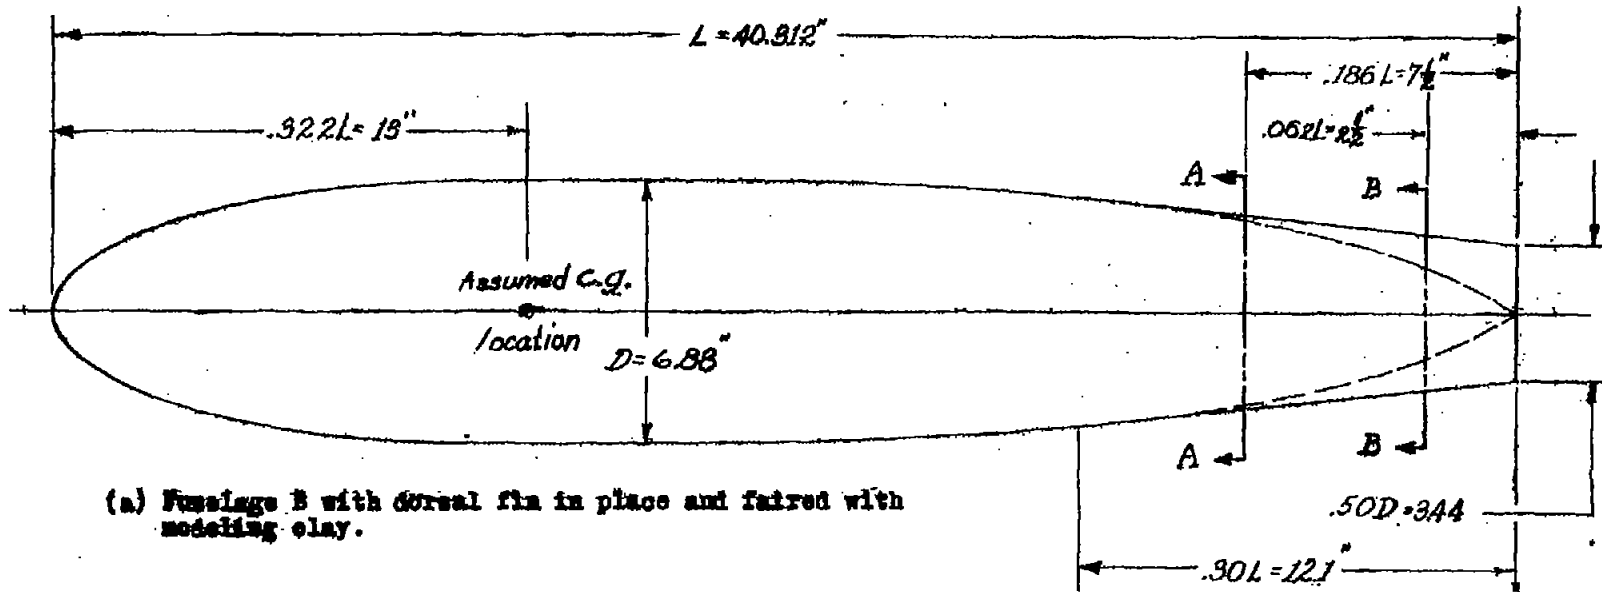 L = 40.312"
.186L=7½"
.322L= 13"
.062L=2½"
A
B
Assumed c.g.
location
D=6.88"
A
B
(a) Fuselage B with dorsal fin in place and faired with
modeling clay.
.50D=3.44
.30L=12.1"